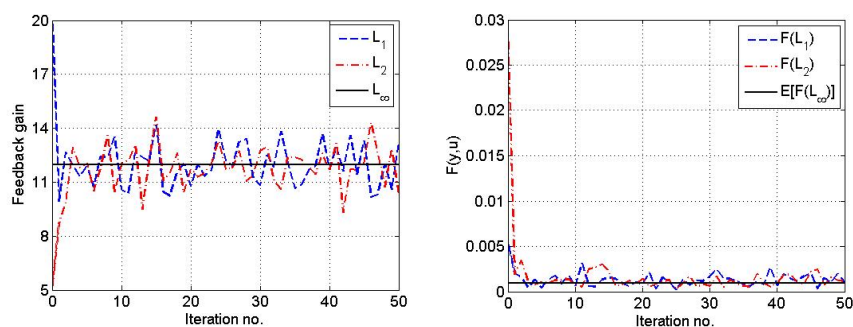 20
17
14
11
8
5
Feedback gain
L1
L2
L∞
0 10 20 30 40 50
Iteration no.
0.03
0.025
0.02
0.015
0.01
0.005
0
F(y,u)
F(L1)
F(L2)
E[F(L∞)]
0 10 20 30 40 50
Iteration no.